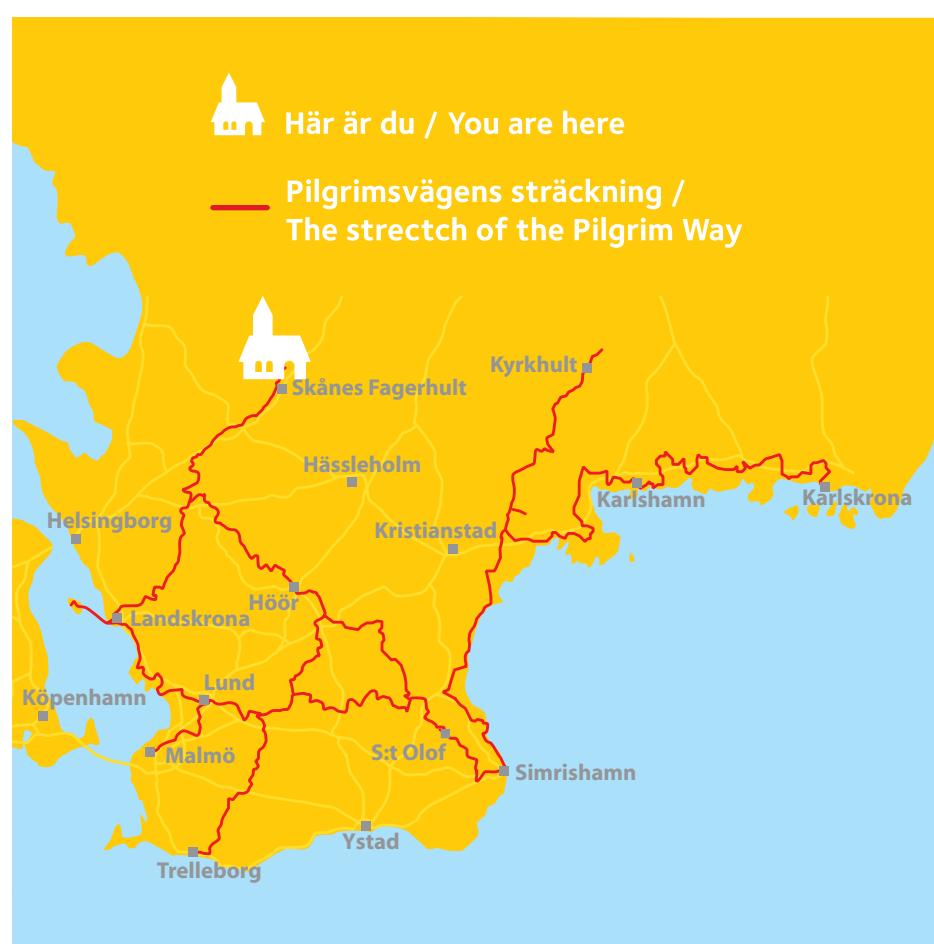 Här är du / You are here
Pilgrimsvägens sträckning /
The strectch of the Pilgrim Way
Kyrkhult
Skånes Fagerhult
Hässleholm
Karlshamn
Karlskrona
Helsingborg
Kristianstad
Höör
Landskrona
Lund
Köpenhamn
Malmö
S:t Olof
Simrishamn
Ystad
Trelleborg